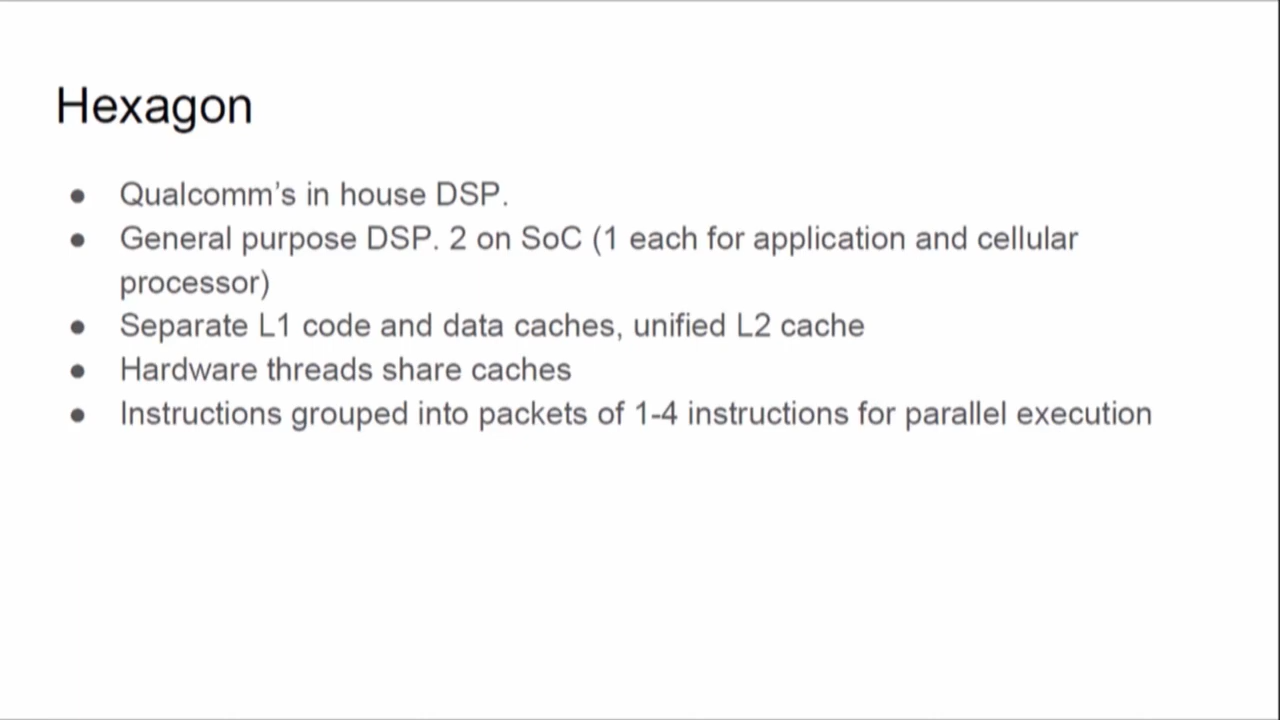 Hexagon
● Qualcomm's in house DSP.
● General purpose DSP. 2 on SoC (1 each for application and cellular
processor)
● Separate L1 code and data caches, unified L2 cache
● Hardware threads share caches
● Instructions grouped into packets of 1-4 instructions for parallel execution